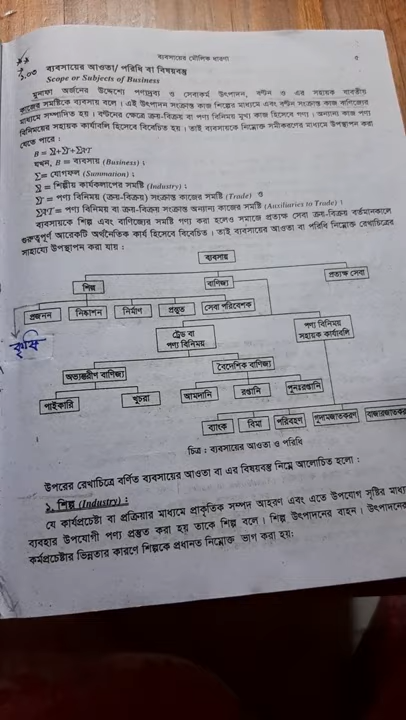 ব্যবসায়ের মৌলিক ধারণা ৫
১.০৩ ব্যবসায়ের আওতা/ পরিধি বা বিষয়বস্তু
Scope or Subjects of Business
মুনাফা অর্জনের উদ্দেশ্যে পণ্যদ্রব্য ও সেবাকর্ম উৎপাদন, বণ্টন ও এর সহায়ক যাবতীয়
কাজের সমষ্টিকে ব্যবসায় বলে। এই উৎপাদন সংক্রান্ত কাজ শিল্পের মাধ্যমে এবং বণ্টন সংক্রান্ত কাজ বাণিজ্যের
মাধ্যমে সম্পাদিত হয়। বণ্টনের ক্ষেত্রে ক্রয়-বিক্রয় বা পণ্য বিনিময় মুখ্য কাজ হিসেবে গণ্য। অন্যান্য কাজ পণ্য
বিনিময়ের সহায়ক কার্যাবলি হিসেবে বিবেচিত হয়। তাই ব্যবসায়কে নিম্নোক্ত সমীকরণের মাধ্যমে উপস্থাপন করা
যেতে পারে :
যখন, B = ব্যবসায় (Business) ;
∑= যোগফল (Summation) ;
= শিল্পীয় কার্যকলাপের সমষ্টি (Industry) ;
= পণ্য বিনিময় (ক্রয়-বিক্রয়) সংক্রান্ত কাজের সমষ্টি (Trade) ও
= পণ্য বিনিময় বা ক্রয়-বিক্রয় সংক্রান্ত অন্যান্য কাজের সমষ্টি (Auxiliaries to Trade) ।
ব্যবসায়কে শিল্প এবং বাণিজ্যের সমষ্টি গণ্য করা হলেও সমাজে প্রত্যক্ষ সেবা ক্রয়-বিক্রয় বর্তমানকালে
গুরুত্বপূর্ণ আরেকটি অর্থনৈতিক কার্য হিসেবে বিবেচিত। তাই ব্যবসায়ের আওতা বা পরিধি নিম্নোক্ত রেখাচিত্রের
সাহায্যে উপস্থাপন করা যায় :
ব্যবসায়
শিল্প বাণিজ্য প্রত্যক্ষ সেবা
প্রজনন নিষ্কাশন নির্মাণ প্রস্তুত সেবা পরিবেশক
কৃষি
ট্রেড বা পণ্য বিনিময়
পণ্য বিনিময় সহায়ক কার্যাবলি
অভ্যন্তরীণ বাণিজ্য বৈদেশিক বাণিজ্য
পাইকারি খুচরা আমদানি রপ্তানি পুনঃরপ্তানি
ব্যাংক বিমা পরিবহণ গুদামজাতকরণ বাজারজাতকরণ
চিত্র : ব্যবসায়ের আওতা ও পরিধি
উপরের রেখাচিত্রে বর্ণিত ব্যবসায়ের আওতা বা এর বিষয়বস্তু নিম্নে আলোচিত হলো :
১. শিল্প (Industry) :
যে কার্যপ্রচেষ্টা বা প্রক্রিয়ার মাধ্যমে প্রাকৃতিক সম্পদ আহরণ এবং এতে উপযোগ সৃষ্টির
ব্যবহার উপযোগী পণ্য প্রস্তুত করা হয় তাকে শিল্প বলে। শিল্প উৎপাদনের বাহন। উৎপাদনের
কর্মপ্রচেষ্টার ভিন্নতার কারণে শিল্পকে প্রধানত নিম্নোক্ত ভাগ করা হয়ঃ